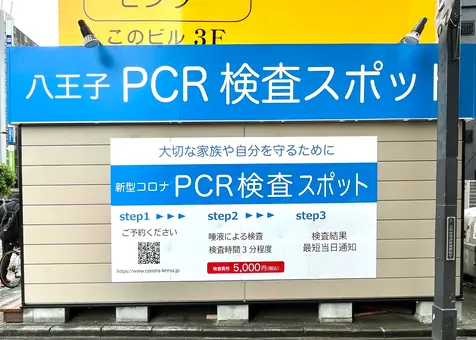 このビル 3F
八王子 PCR 検査スポット
大切な家族や自分を守るために
新型コロナ PCR検査スポット
step1 ►►► step2 ►►► step3
ご予約ください
唾液による検査
検査時間3分程度
検査結果
最短当日通知
検査費用 5,000円(税込)
https://www.corona-kensa.jp